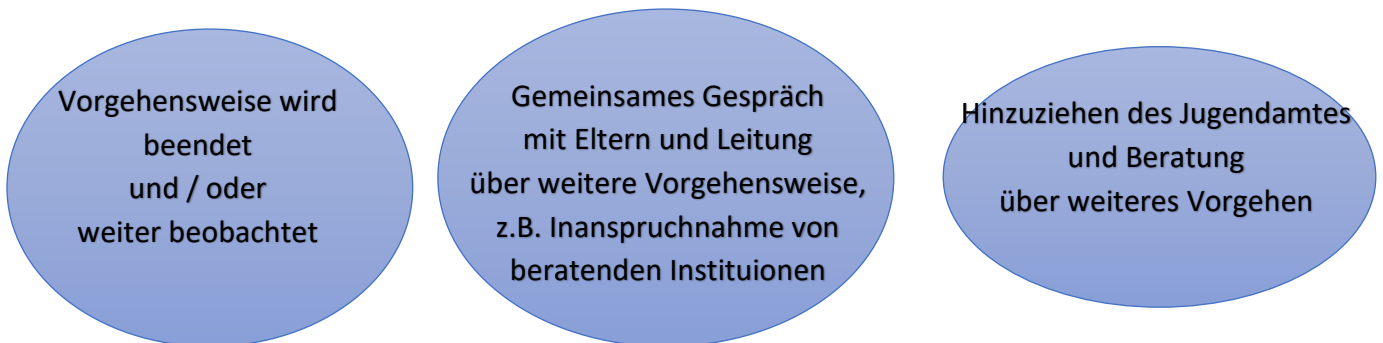 Vorgehensweise wird
beendet
und / oder
weiter beobachtet
Gemeinsames Gespräch
mit Eltern und Leitung
über weitere Vorgehensweise,
z.B. Inanspruchnahme von
beratenden Instituionen
Hinzuziehen des Jugendamtes
und Beratung
über weiteres Vorgehen